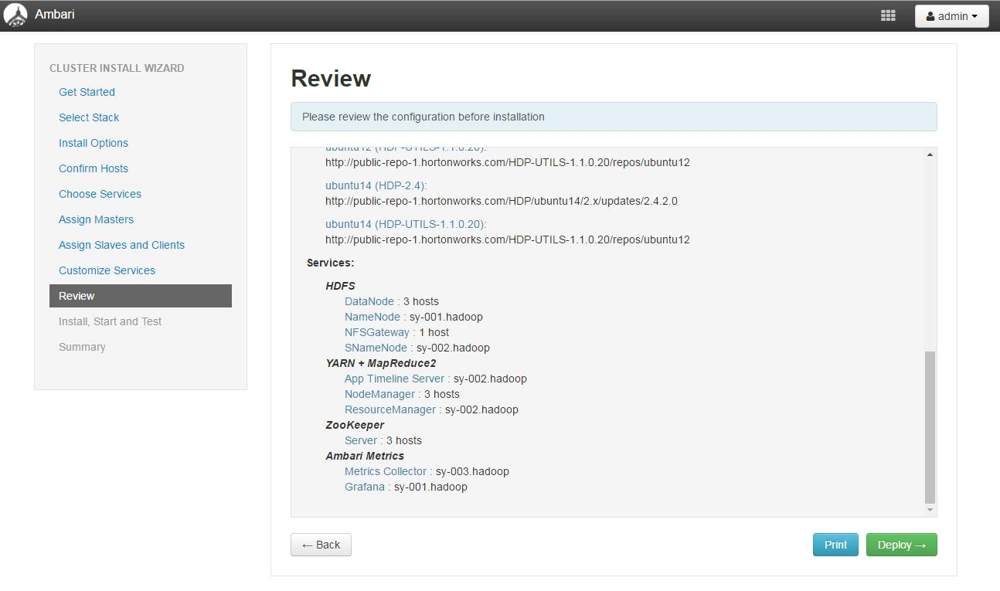 Ambari
admin
CLUSTER INSTALL WIZARD
Get Started
Select Stack
Install Options
Confirm Hosts
Choose Services
Assign Masters
Assign Slaves and Clients
Customize Services
Review
Install, Start and Test
Summary
Review
Please review the configuration before installation
ubuntu12 (HDP-UTILS-1.1.0.20):
http://public-repo-1.hortonworks.com/HDP-UTILS-1.1.0.20/repos/ubuntu12
ubuntu14 (HDP-2.4):
http://public-repo-1.hortonworks.com/HDP/ubuntu14/2.x/updates/2.4.2.0
ubuntu14 (HDP-UTILS-1.1.0.20):
http://public-repo-1.hortonworks.com/HDP-UTILS-1.1.0.20/repos/ubuntu12
Services:
HDFS
DataNode : 3 hosts
NameNode : sy-001.hadoop
NFSGateway : 1 host
SNameNode : sy-002.hadoop
YARN + MapReduce2
App Timeline Server : sy-002.hadoop
NodeManager : 3 hosts
ResourceManager : sy-002.hadoop
ZooKeeper
Server : 3 hosts
Ambari Metrics
Metrics Collector : sy-003.hadoop
Grafana : sy-001.hadoop
← Back
Print
Deploy →